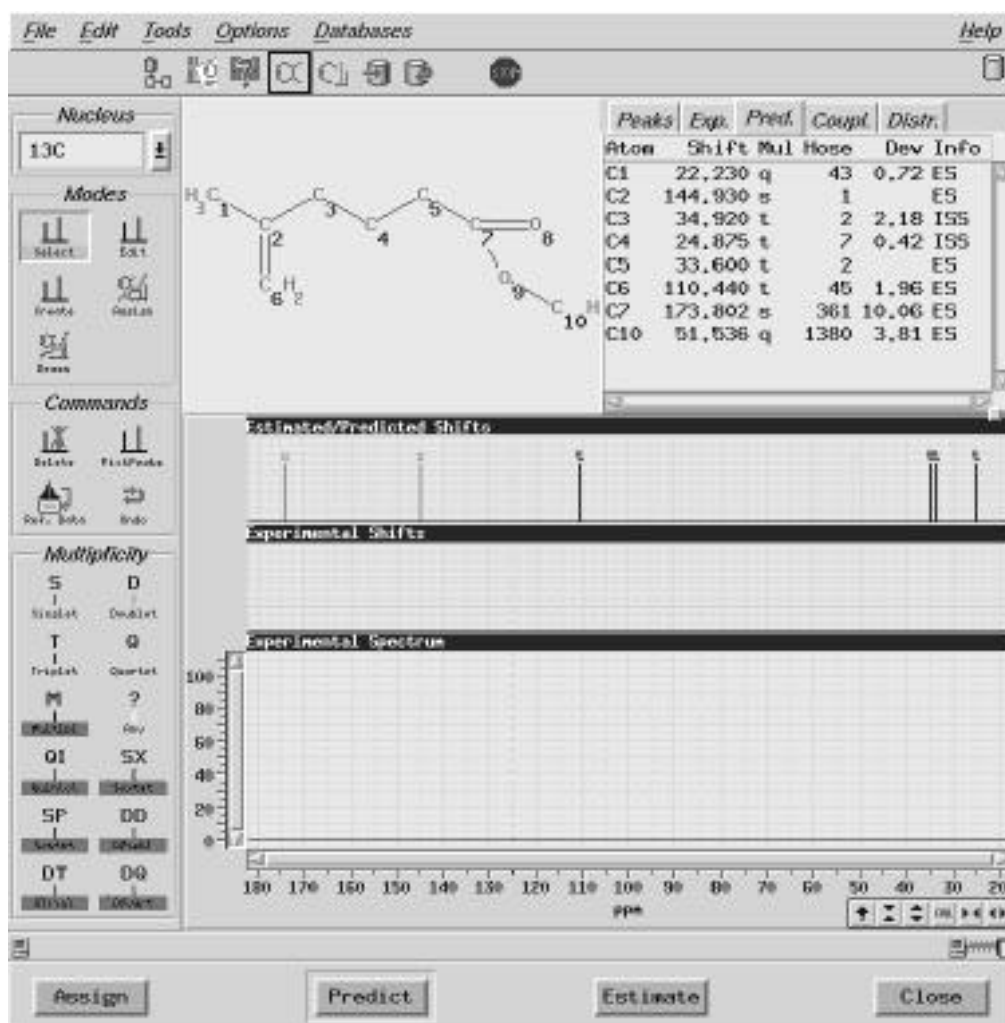 File Edit Tools Options Databases Help
Nucleus
13C
Modes
Select Edit
Create Assign
Erase
Commands
Delete PickPeaks
Ref. Data Undo
Multiplicity
S D
Singlet Doublet
T Q
Triplet Quartet
M ?
Any
QI SX
SP DD
DT DQ
H3C 1
C 2
C 3
C 4
C 5
C H2 6
C 7
O 8
O 9
C H 10
Peaks Exp. Pred. Coupl. Distr.
Atom Shift Mul Hose Dev Info
C1 22,230 q 43 0,72 ES
C2 144,930 s 1 ES
C3 34,920 t 2 2,18 ISS
C4 24,875 t 7 0,42 ISS
C5 33,600 t 2 ES
C6 110,440 t 45 1,96 ES
C7 173,802 s 361 10,06 ES
C10 51,536 q 1380 3,81 ES
Estimated/Predicted Shifts
Experimental Shifts
Experimental Spectrum
100
80
60
40
20
0
180 170 160 150 140 130 120 110 100 90 80 70 60 50 40 30 20
ppm
Assign Predict Estimate Close